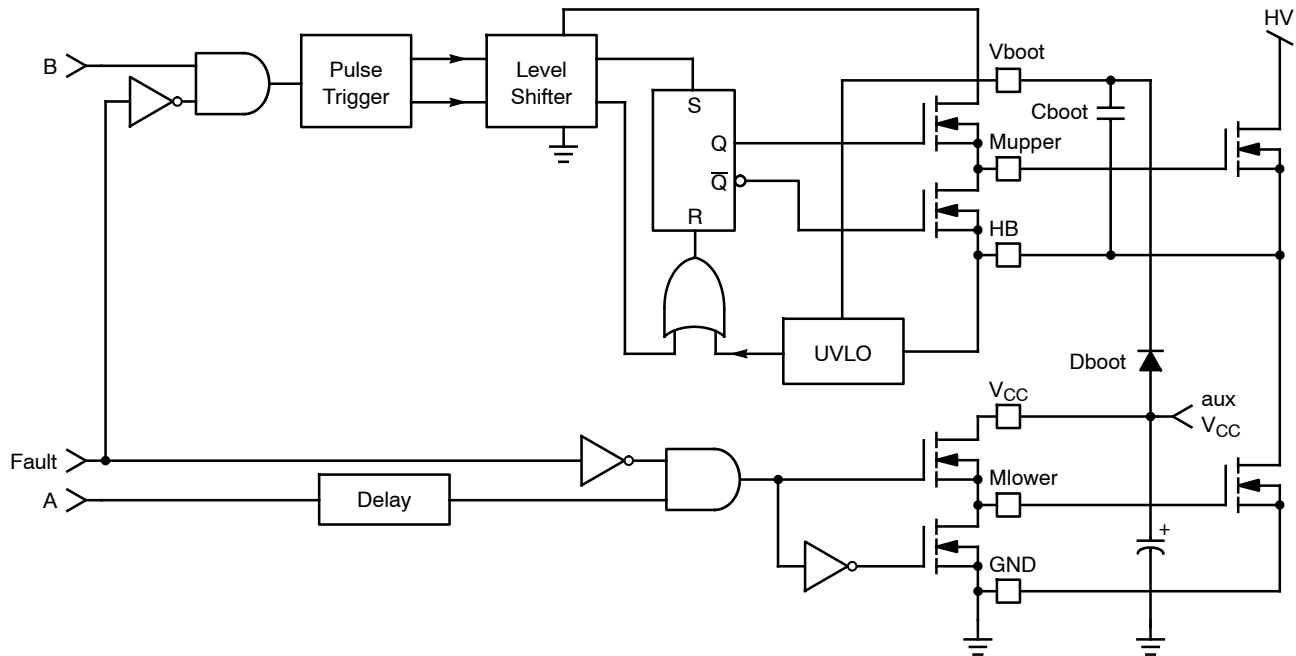 HV
B
Pulse
Trigger
Level
Shifter
Vboot
Cboot
S
Q
Q̅
R
Mupper
HB
UVLO
Dboot
VCC
aux
VCC
Fault
A
Delay
Mlower
GND
+